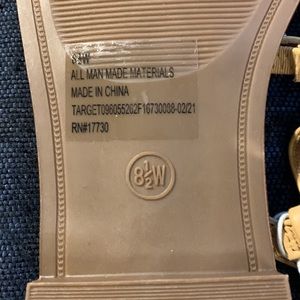 8½W
ALL MAN MADE MATERIALS
MADE IN CHINA
TARGET096055262F16730008-02/21
RN#17730
8½W